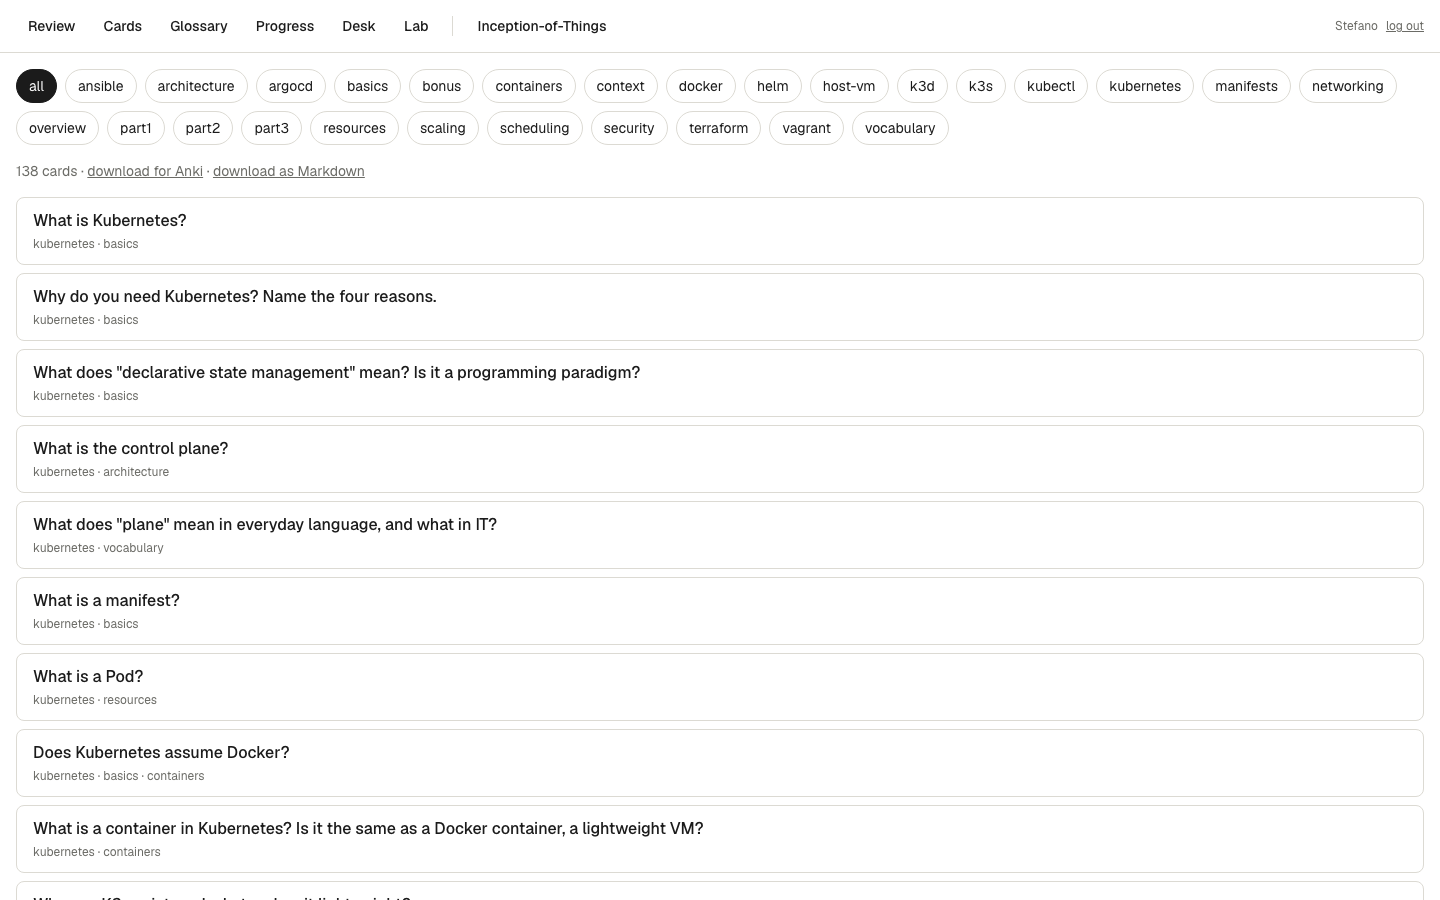 Review Cards Glossary Progress Desk Lab Inception-of-Things Stefano log out
all ansible architecture argocd basics bonus containers context docker helm host-vm k3d k3s kubectl kubernetes manifests networking
overview part1 part2 part3 resources scaling scheduling security terraform vagrant vocabulary
138 cards · download for Anki · download as Markdown
What is Kubernetes?
kubernetes · basics
Why do you need Kubernetes? Name the four reasons.
kubernetes · basics
What does "declarative state management" mean? Is it a programming paradigm?
kubernetes · basics
What is the control plane?
kubernetes · architecture
What does "plane" mean in everyday language, and what in IT?
kubernetes · vocabulary
What is a manifest?
kubernetes · basics
What is a Pod?
kubernetes · resources
Does Kubernetes assume Docker?
kubernetes · basics · containers
What is a container in Kubernetes? Is it the same as a Docker container, a lightweight VM?
kubernetes · containers